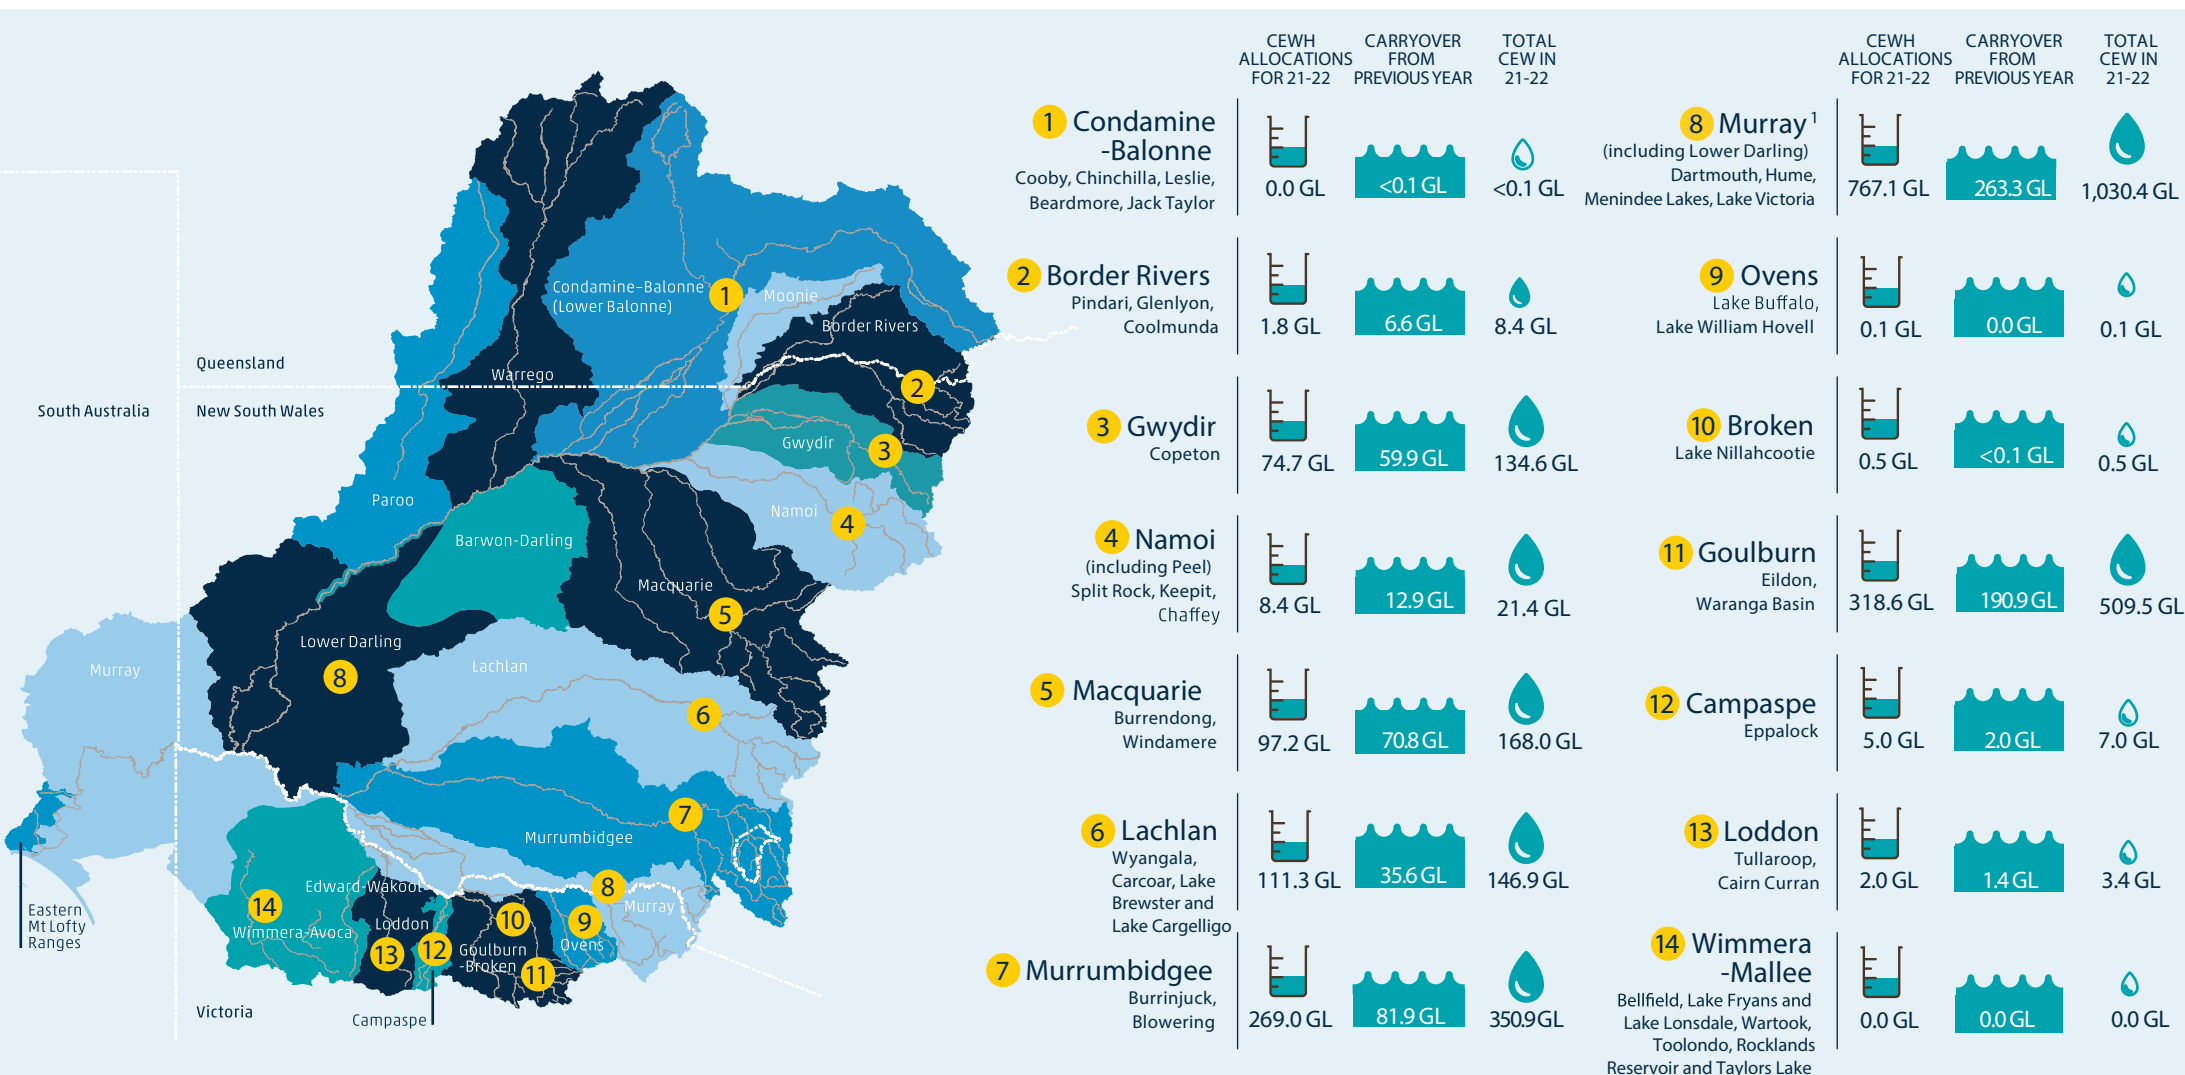 Queensland
South Australia
New South Wales
Victoria
Condamine–Balonne
(Lower Balonne)
1
Moonie
Border Rivers
2
Warrego
Gwydir
3
Paroo
Namoi
4
Barwon-Darling
Macquarie
5
Lower Darling
8
Murray
Lachlan
6
7
Murrumbidgee
Edward-Wakool
8
Murray
14
Wimmera-Avoca
Loddon
13
12
10
Goulburn
-Broken
11
9
Ovens
Campaspe
Eastern
Mt Lofty
Ranges
CEWH
ALLOCATIONS
FOR 21-22
CARRYOVER
FROM
PREVIOUS YEAR
TOTAL
CEW IN
21-22
1 Condamine
-Balonne
Cooby, Chinchilla, Leslie,
Beardmore, Jack Taylor
0.0 GL
<0.1 GL
<0.1 GL
2 Border Rivers
Pindari, Glenlyon,
Coolmunda
1.8 GL
6.6 GL
8.4 GL
3 Gwydir
Copeton
74.7 GL
59.9 GL
134.6 GL
4 Namoi
(including Peel)
Split Rock, Keepit,
Chaffey
8.4 GL
12.9 GL
21.4 GL
5 Macquarie
Burrendong,
Windamere
97.2 GL
70.8 GL
168.0 GL
6 Lachlan
Wyangala,
Carcoar, Lake
Brewster and
Lake Cargelligo
111.3 GL
35.6 GL
146.9 GL
7 Murrumbidgee
Burrinjuck,
Blowering
269.0 GL
81.9 GL
350.9 GL
CEWH
ALLOCATIONS
FOR 21-22
CARRYOVER
FROM
PREVIOUS YEAR
TOTAL
CEW IN
21-22
8 Murray 1
(including Lower Darling)
Dartmouth, Hume,
Menindee Lakes, Lake Victoria
767.1 GL
263.3 GL
1,030.4 GL
9 Ovens
Lake Buffalo,
Lake William Hovell
0.1 GL
0.0 GL
0.1 GL
10 Broken
Lake Nillahcootie
0.5 GL
<0.1 GL
0.5 GL
11 Goulburn
Eildon,
Waranga Basin
318.6 GL
190.9 GL
509.5 GL
12 Campaspe
Eppalock
5.0 GL
2.0 GL
7.0 GL
13 Loddon
Tullaroop,
Cairn Curran
2.0 GL
1.4 GL
3.4 GL
14 Wimmera
-Mallee
Bellfield, Lake Fryans and
Lake Lonsdale, Wartook,
Toolondo, Rocklands
Reservoir and Taylors Lake
0.0 GL
0.0 GL
0.0 GL